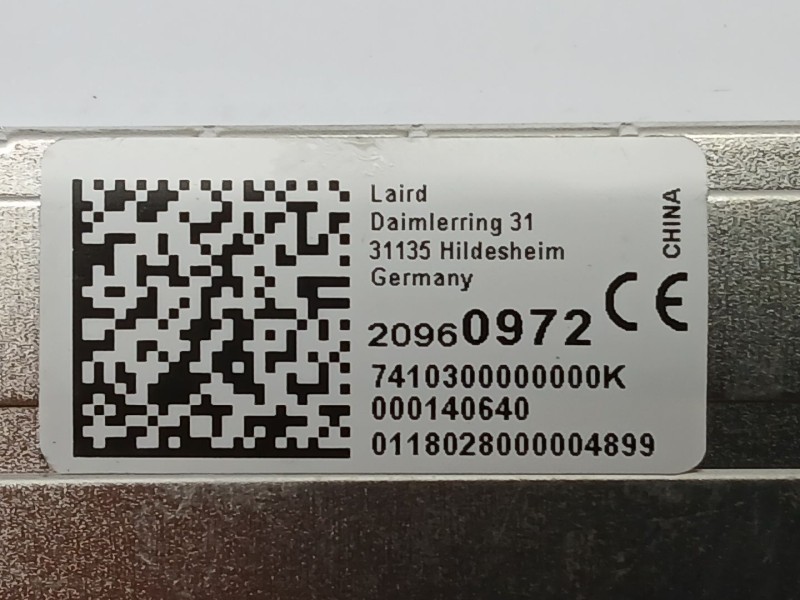 Laird
Daimlerring 31
31135 Hildesheim
Germany
CHINA
CE
20960972
7410300000000K
000140640
0118028000004899